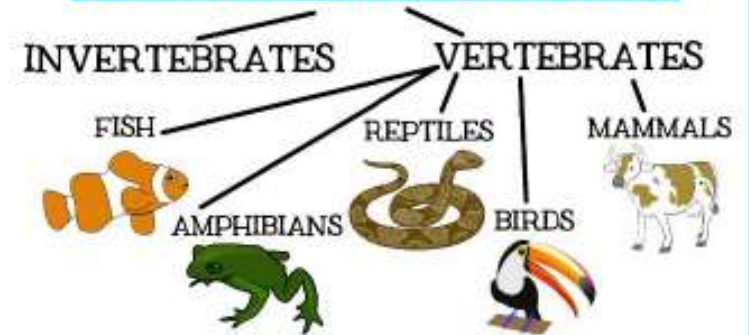 INVERTEBRATES
VERTEBRATES
FISH
REPTILES
MAMMALS
AMPHIBIANS
BIRDS